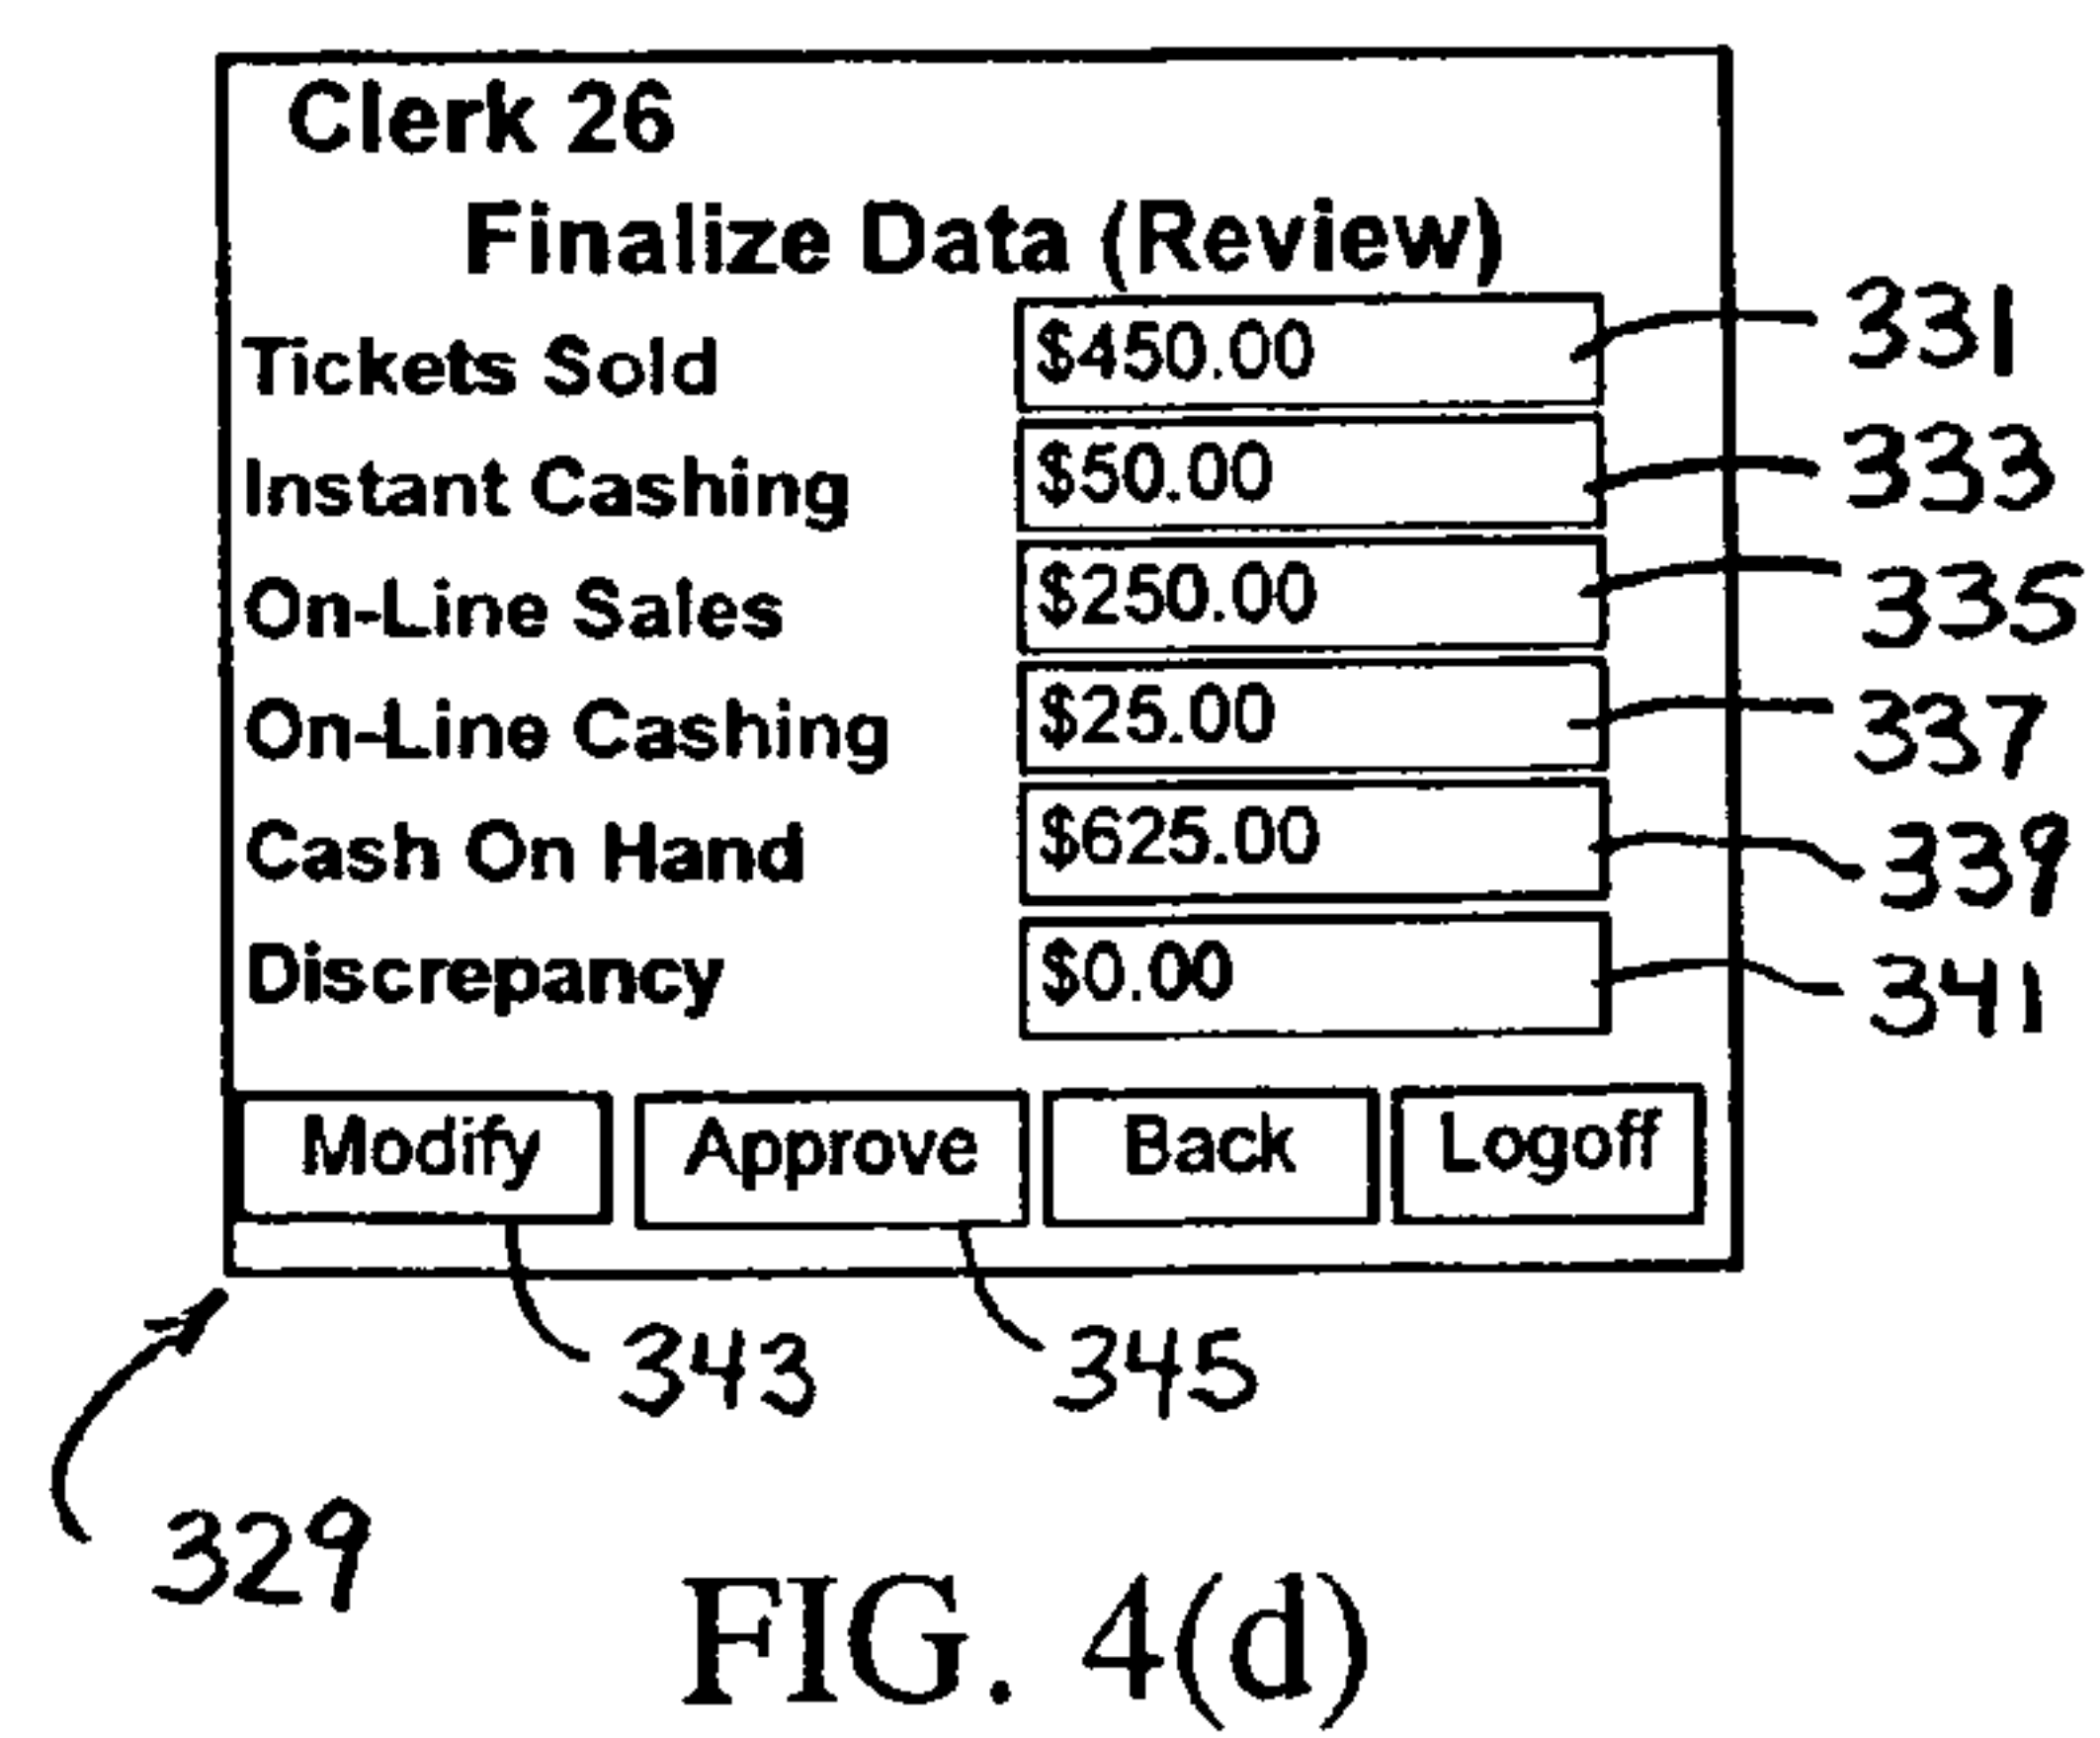 Clerk 26
Finalize Data (Review)
Tickets Sold $450.00 331
Instant Cashing $50.00 333
On-Line Sales $250.00 335
On-Line Cashing $25.00 337
Cash On Hand $625.00 339
Discrepancy $0.00 341
Modify Approve Back Logoff
343 345
329
FIG. 4(d)